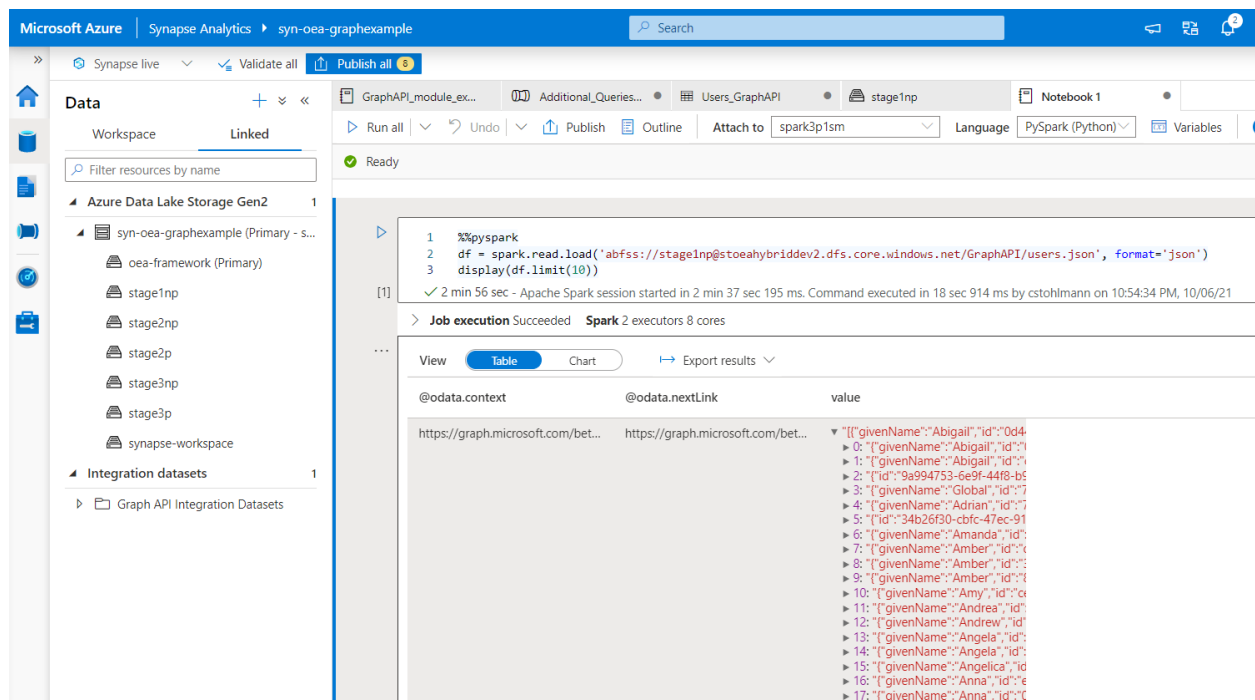 Microsoft Azure Synapse Analytics syn-oea-graphexample Search 2
Synapse live Validate all Publish all 8
Data
Workspace Linked
Filter resources by name
Azure Data Lake Storage Gen2 1
syn-oea-graphexample (Primary - s...
oea-framework (Primary)
stage1np
stage2np
stage2p
stage3np
stage3p
synapse-workspace
Integration datasets 1
Graph API Integration Datasets
GraphAPI_module_ex... Additional_Queries... Users_GraphAPI stage1np Notebook 1
Run all Undo Publish Outline Attach to spark3p1sm Language PySpark (Python) Variables
Ready
1 %%pyspark
2 df = spark.read.load('abfss://stage1np@stoeahybriddev2.dfs.core.windows.net/GraphAPI/users.json', format='json')
3 display(df.limit(10))
[1] 2 min 56 sec - Apache Spark session started in 2 min 37 sec 195 ms. Command executed in 18 sec 914 ms by cstohlmann on 10:54:34 PM, 10/06/21
Job execution Succeeded Spark 2 executors 8 cores
View Table Chart Export results
@odata.context @odata.nextLink value
https://graph.microsoft.com/bet... https://graph.microsoft.com/bet... "[{"givenName":"Abigail","id":"0d4
0: "{"givenName":"Abigail","id":"
1: "{"givenName":"Abigail","id":"
2: "{"id":"9a994753-6e9f-44f8-b9
3: "{"givenName":"Global","id":"7
4: "{"givenName":"Adrian","id":"7
5: "{"id":"34b26f30-cbfc-47ec-91
6: "{"givenName":"Amanda","id":
7: "{"givenName":"Amber","id":"
8: "{"givenName":"Amber","id":"
9: "{"givenName":"Amber","id":"8
10: "{"givenName":"Amy","id":"ce
11: "{"givenName":"Andrea","id":
12: "{"givenName":"Andrew","id"
13: "{"givenName":"Angela","id":
14: "{"givenName":"Angela","id":
15: "{"givenName":"Angelica","id
16: "{"givenName":"Anna","id":"e
17: "{"givenName":"Anna","id":"